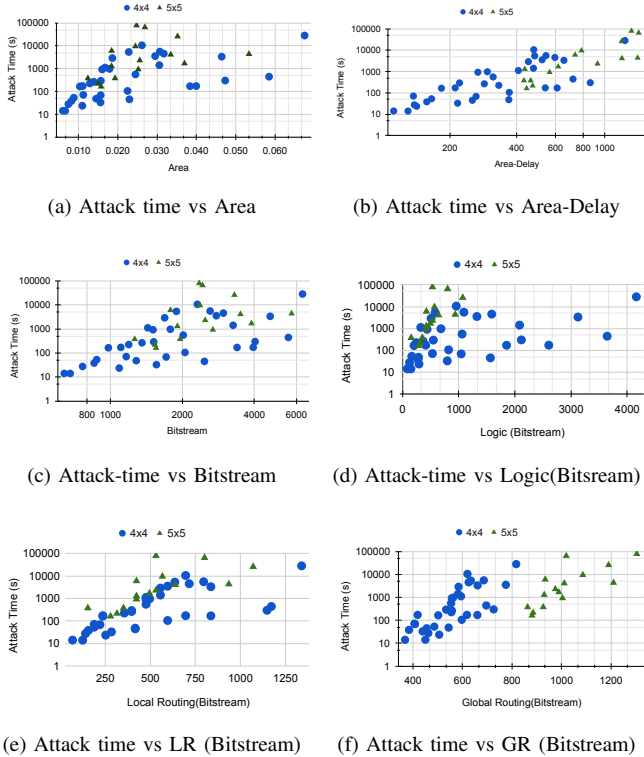 4x4 5x5
Attack Time (s)
100000
10000
1000
100
10
1
0.010 0.020 0.030 0.040 0.050 0.060
Area
(a) Attack time vs Area
4x4 5x5
Attack Time (s)
100000
10000
1000
100
10
1
200 400 600 800 1000
Area-Delay
(b) Attack time vs Area-Delay
4x4 5x5
Attack Time (s)
100000
10000
1000
100
10
1
800 1000 2000 4000 6000
Bitstream
(c) Attack-time vs Bitstream
4x4 5x5
Attack Time (s)
100000
10000
1000
100
10
1
0 1000 2000 3000 4000
Logic (Bitstream)
(d) Attack-time vs Logic(Bitsream)
4x4 5x5
Attack Time (s)
100000
10000
1000
100
10
1
250 500 750 1000 1250
Local Routing(Bitstream)
(e) Attack time vs LR (Bitstream)
4x4 5x5
Attack Time (s)
100000
10000
1000
100
10
1
400 600 800 1000 1200
Global Routing(Bitstream)
(f) Attack time vs GR (Bitstream)